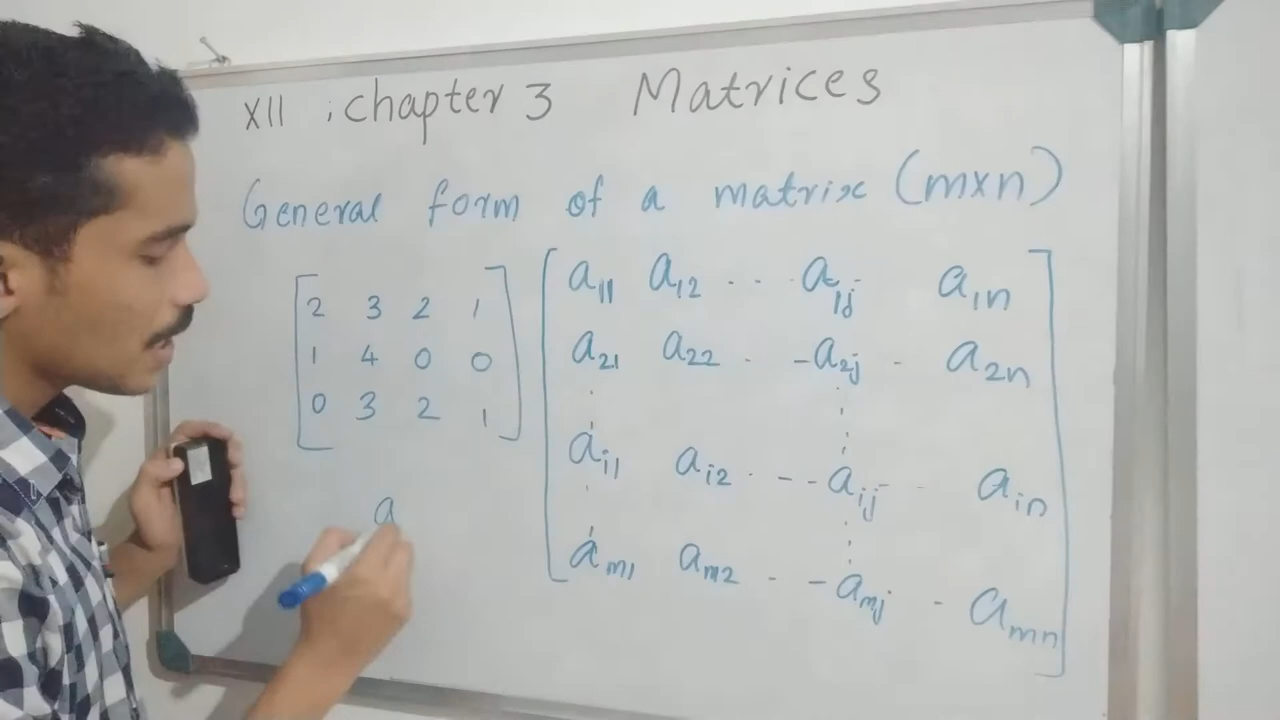 XII : chapter 3 Matrices
General form of a matrix (m×n)
2 3 2 1
1 4 0 0
0 3 2 1
a11 a12 ... a1j a1n
a21 a22 . -a2j - a2n
ai1 ai2 . --aij - ain
am1 am2 . -amj - amn
a